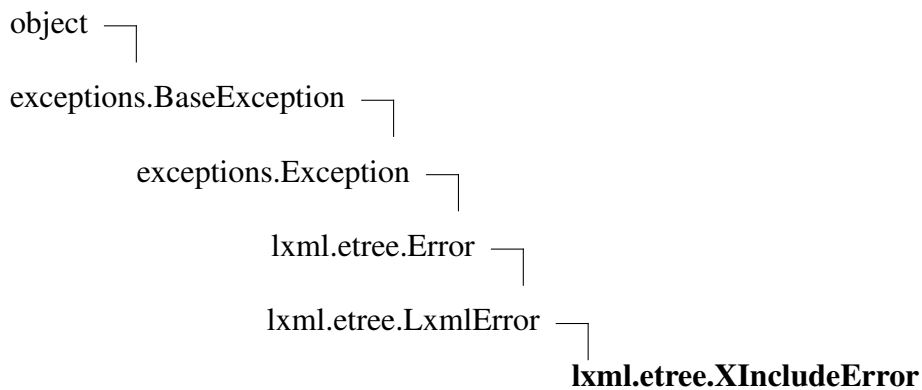 object
exceptions.BaseException
exceptions.Exception
lxml.etree.Error
lxml.etree.LxmlError
lxml.etree.XIncludeError